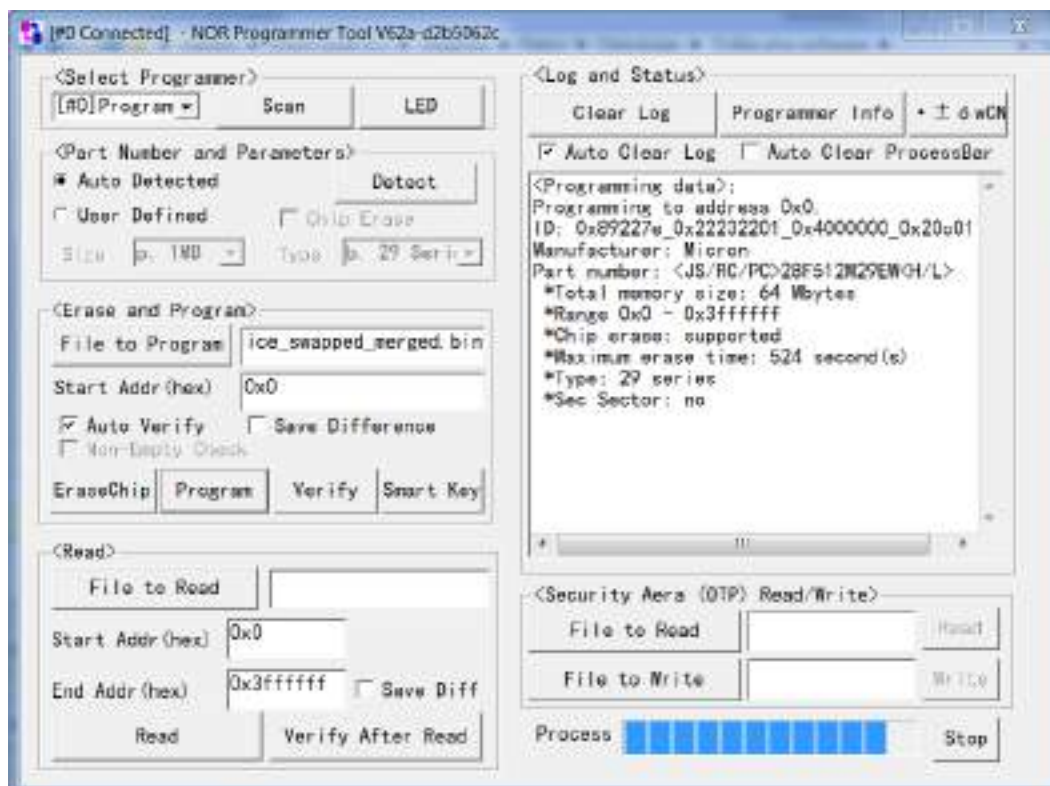 [#0 Connected] - NOR Programmer Tool V62a-d2b5062c
<Select Programmer>
[#0]Program
Scan
LED
<Part Number and Parameters>
Auto Detected
Detect
User Defined
Chip Erase
Size
p. 1MB
Type
b. 29 Seri
<Erase and Program>
File to Program
ice_swapped_merged.bin
Start Addr(hex)
0x0
Auto Verify
Save Difference
Non-Empty Check
EraseChip
Program
Verify
Smart Key
<Read>
File to Read
Start Addr(hex)
0x0
End Addr(hex)
0x3ffffff
Save Diff
Read
Verify After Read
<Log and Status>
Clear Log
Programmer Info
Auto Clear Log
Auto Clear ProcessBar
<Programming data>:
Programming to address 0x0.
ID: 0x89227e_0x22232201_0x4000000_0x20o01
Manufacturer: Micron
Part number: <JS/RC/PC>28F512M29EW<H/L>
*Total memory size: 64 Mbytes
*Range 0x0 - 0x3ffffff
*Chip erase: supported
*Maximum erase time: 524 second(s)
*Type: 29 series
*Sec Sector: no
<Security Aera (OTP) Read/Write>
File to Read
Read
File to Write
Write
Process
Stop